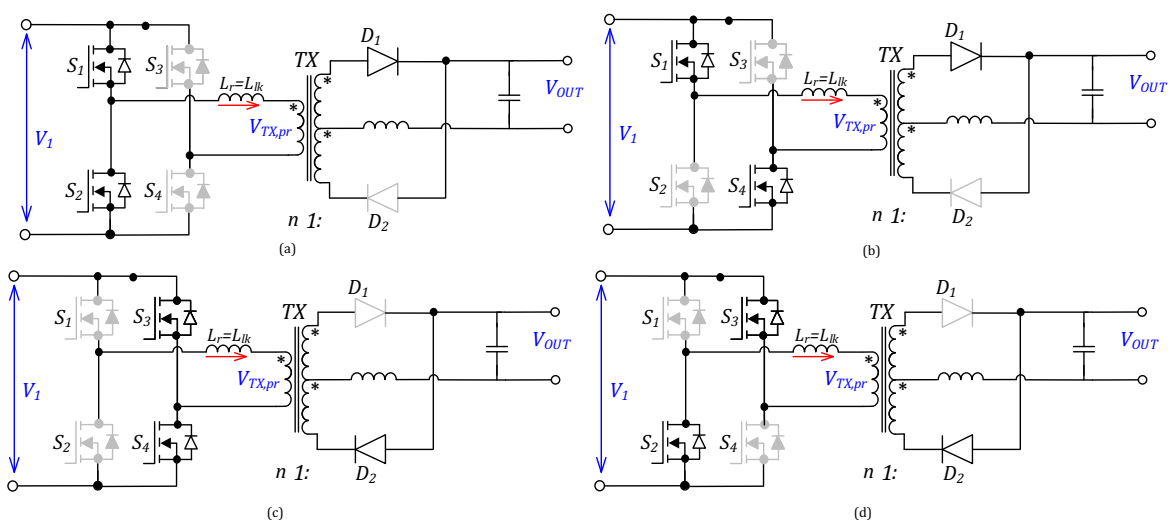 S1
S3
S2
S4
V1
Lr=Llk
VTX,pr
TX
*
*
*
D1
D2
VOUT
n 1:
(a)
S1
S3
S2
S4
V1
Lr=Llk
VTX,pr
TX
*
*
*
D1
D2
VOUT
n 1:
(b)
S1
S3
S2
S4
V1
Lr=Llk
VTX,pr
TX
*
*
*
D1
D2
VOUT
n 1:
(c)
S1
S3
S2
S4
V1
Lr=Llk
VTX,pr
TX
*
*
*
D1
D2
VOUT
n 1:
(d)